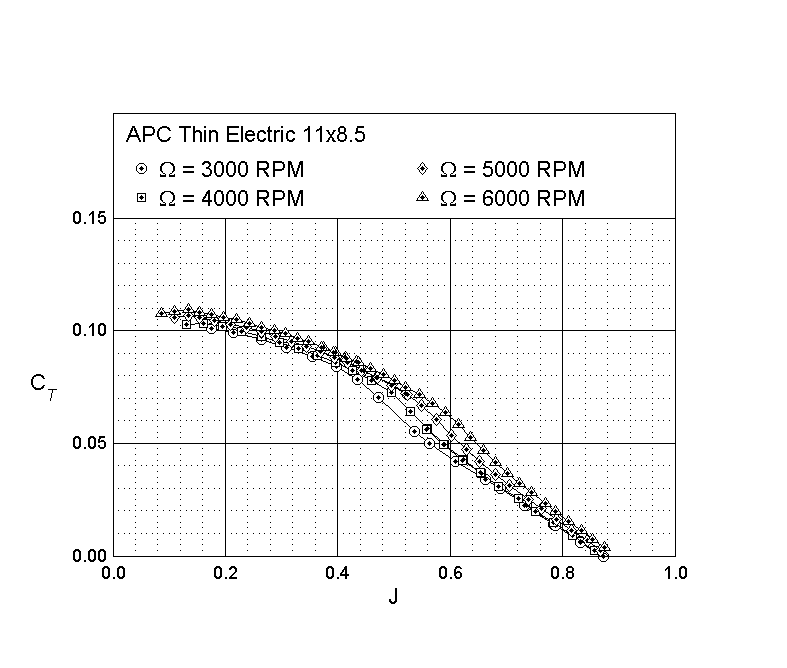 APC Thin Electric 11x8.5
Ω = 3000 RPM
Ω = 5000 RPM
Ω = 4000 RPM
Ω = 6000 RPM
0.15
0.10
C_T
0.05
0.00
0.0 0.2 0.4 0.6 0.8 1.0
J